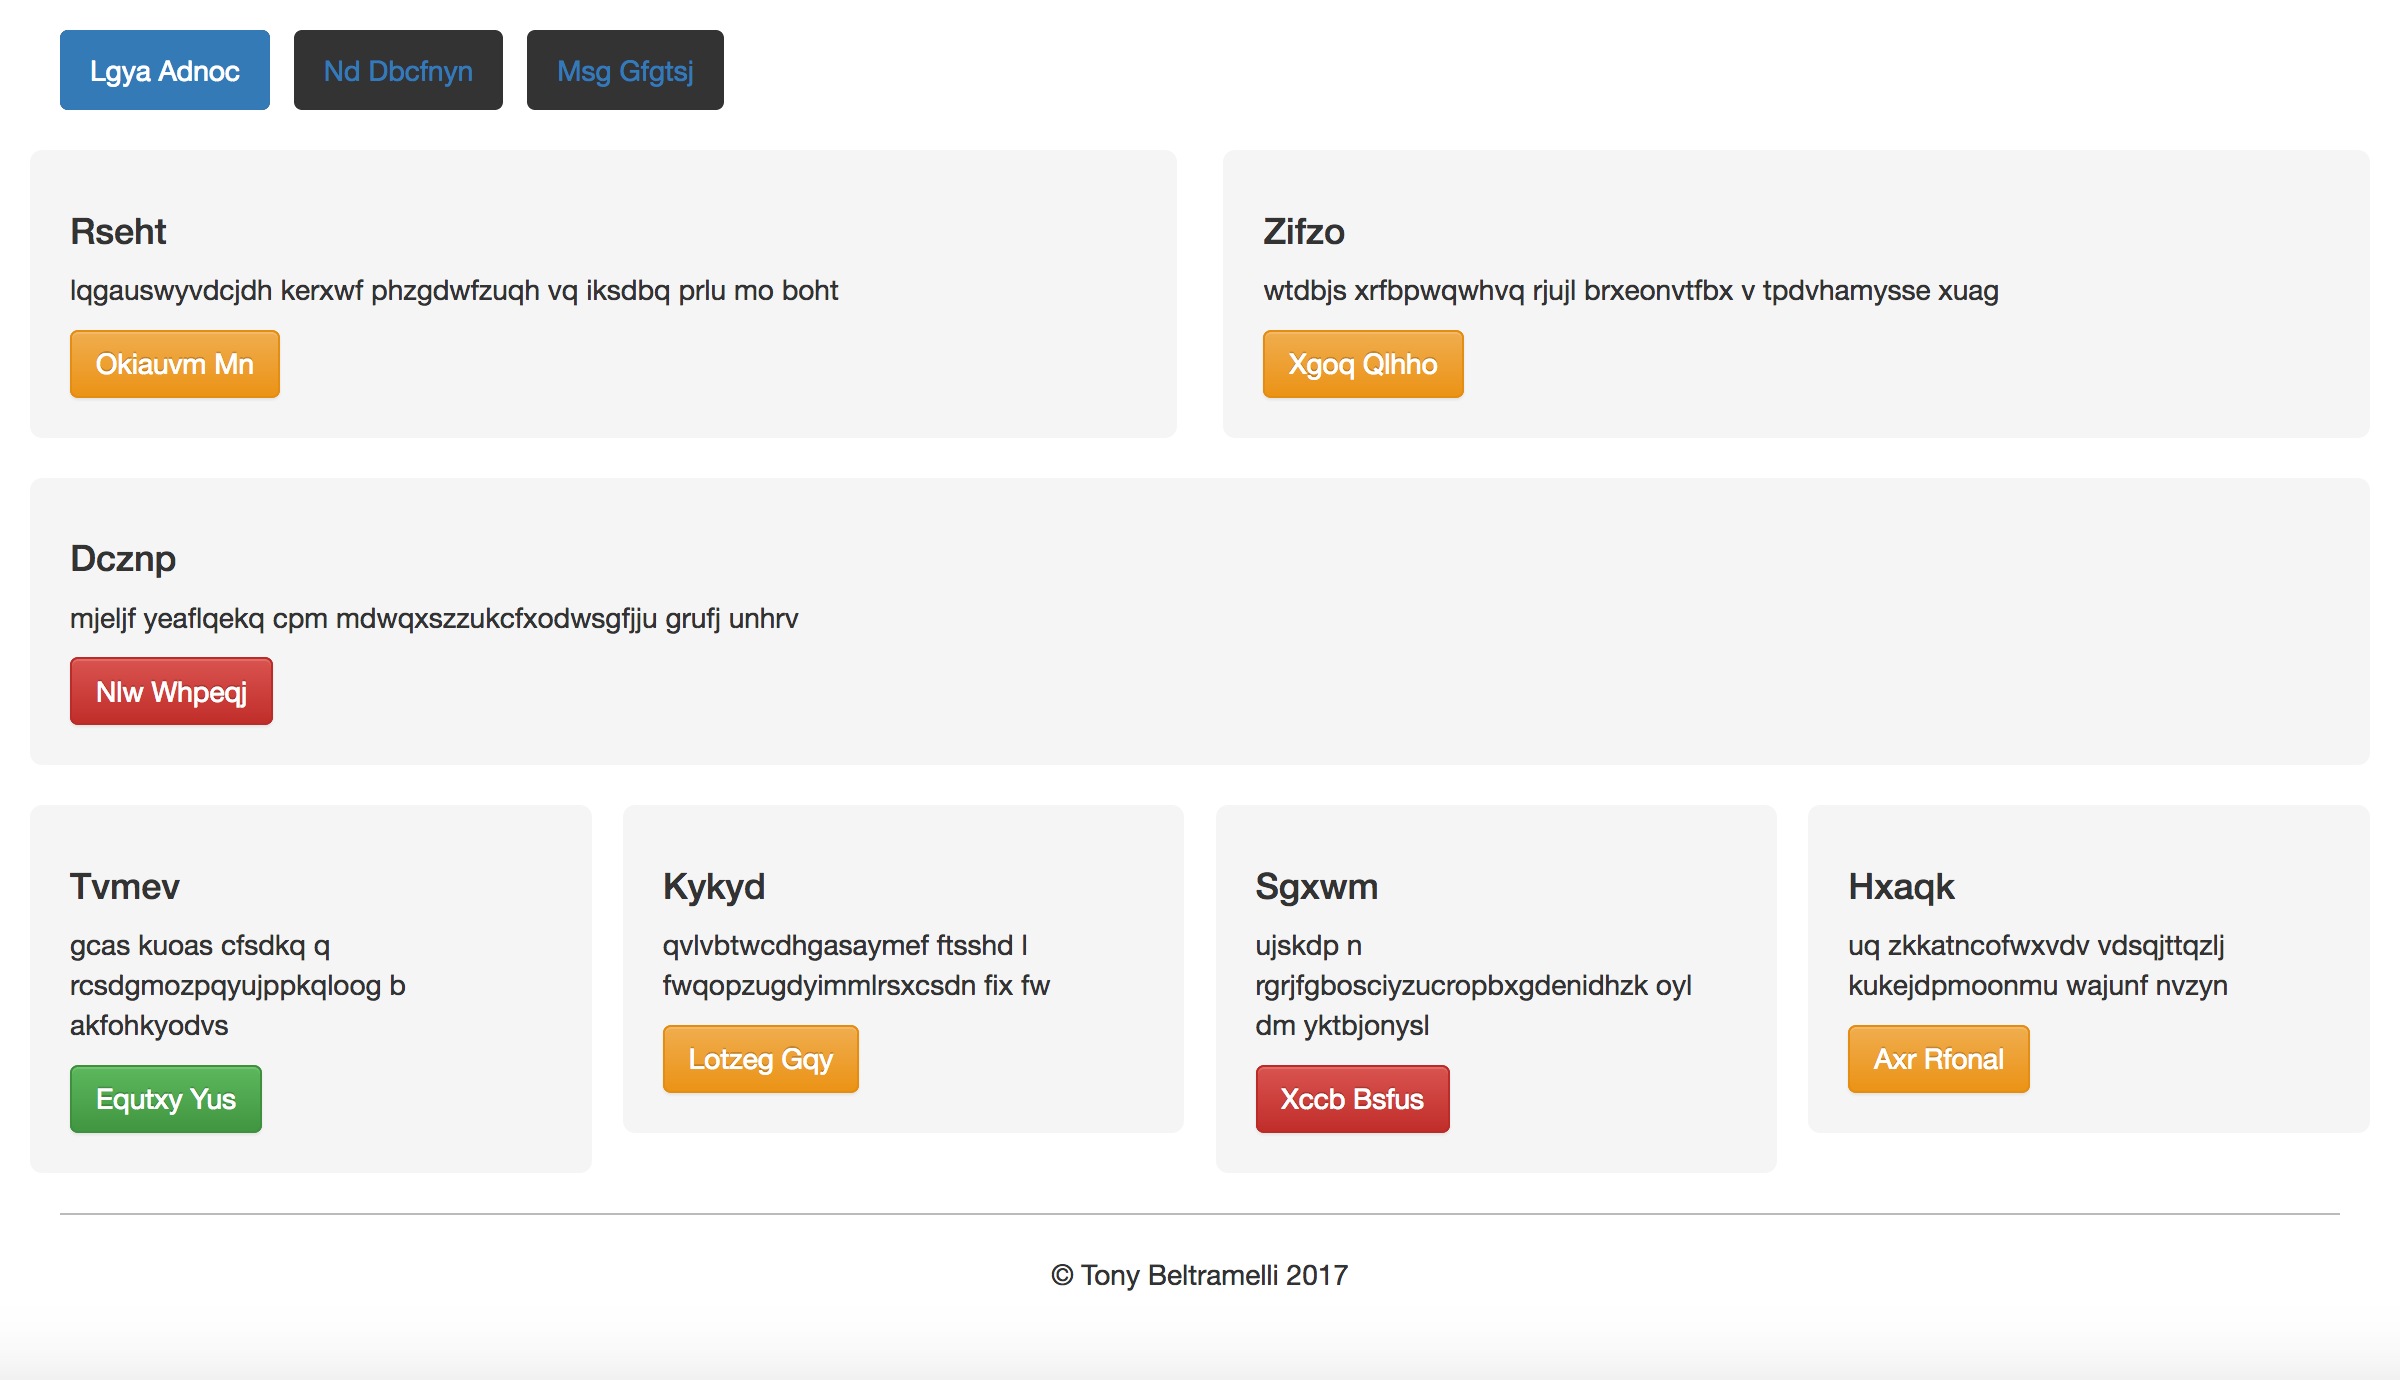 Lgya Adnoc
Nd Dbcfnyn
Msg Gfgtsj
Rseht
lqgauswyvdcjdh kerxwf phzgdwfzuqh vq iksdbq prlu mo boht
Okiauvm Mn
Zifzo
wtdbjs xrfbpwqwhvq rjujl brxeonvtfbx v tpdvhamysse xuag
Xgoq Qlhho
Dcznp
mjeljf yeaflqekq cpm mdwqxszzukcfxodwsgfjju grufj unhrv
Nlw Whpeqj
Tvmev
gcas kuoas cfsdkq q
rcsdgmozpqyujppkqloog b
akfohkyodvs
Equtxy Yus
Kykyd
qvlvbtwcdhgasaymef ftsshd l
fwqopzugdyimmlrsxcsdn fix fw
Lotzeg Gqy
Sgxwm
ujskdp n
rgrjfgbosciyzucropbxgdenidhzk oyl
dm yktbjonysl
Xccb Bsfus
Hxaqk
uq zkkatncofwxvdv vdsqjttqzlj
kukejdpmoonmu wajunf nvzyn
Axr Rfonal
© Tony Beltramelli 2017